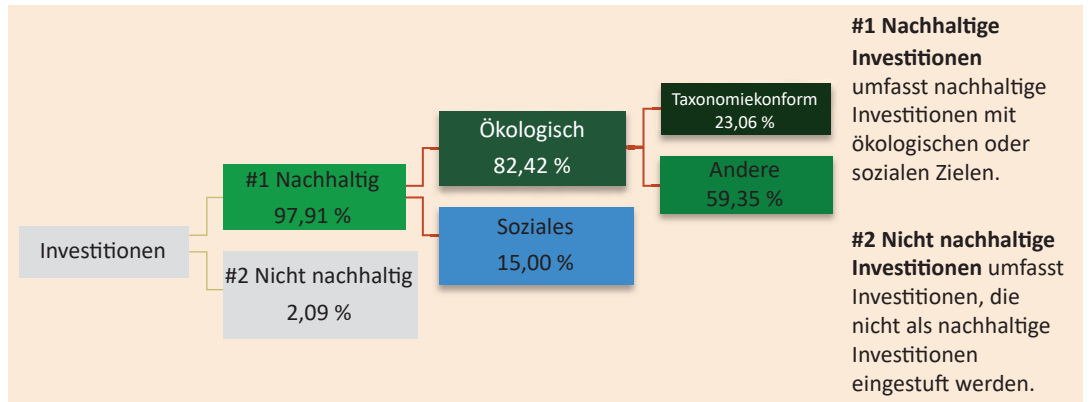 Investitionen
#1 Nachhaltig
97,91 %
#2 Nicht nachhaltig
2,09 %
Ökologisch
82,42 %
Soziales
15,00 %
Taxonomiekonform
23,06 %
Andere
59,35 %
#1 Nachhaltige
Investitionen
umfasst nachhaltige
Investitionen mit
ökologischen oder
sozialen Zielen.
#2 Nicht nachhaltige
Investitionen umfasst
Investitionen, die
nicht als nachhaltige
Investitionen
eingestuft werden.